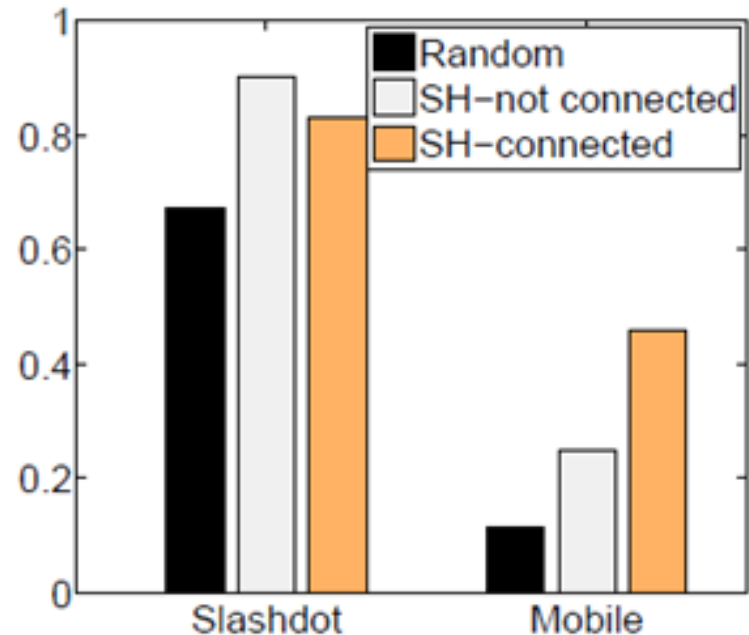 1
0.8
0.6
0.4
0.2
0
Random
SH-not connected
SH-connected
Slashdot
Mobile